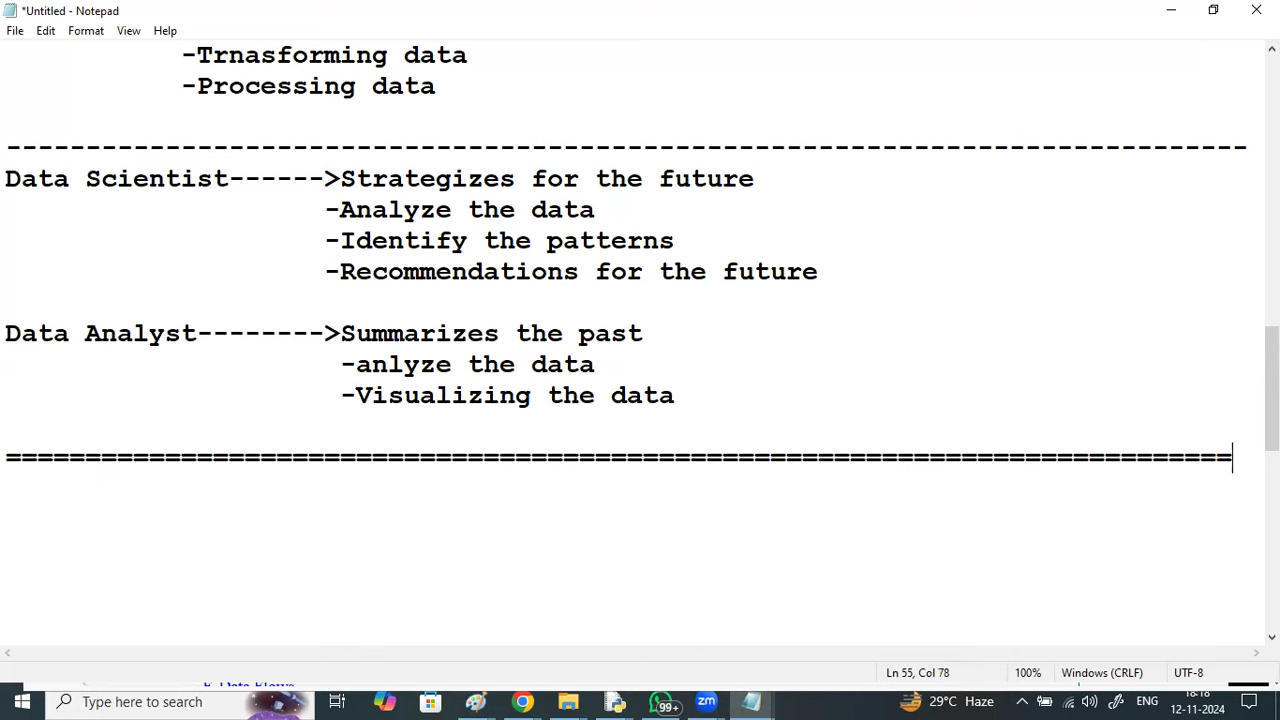 *Untitled - Notepad
File Edit Format View Help
-Trnasforming data
-Processing data
------------------------------------------------------------------------------
Data Scientist------>Strategizes for the future
-Analyze the data
-Identify the patterns
-Recommendations for the future
Data Analyst-------->Summarizes the past
-anlyze the data
-Visualizing the data
=============================================================================
Ln 55, Col 78 100% Windows (CRLF) UTF-8
Type here to search 99+ zm 29°C Haze ENG 18:18
12-11-2024